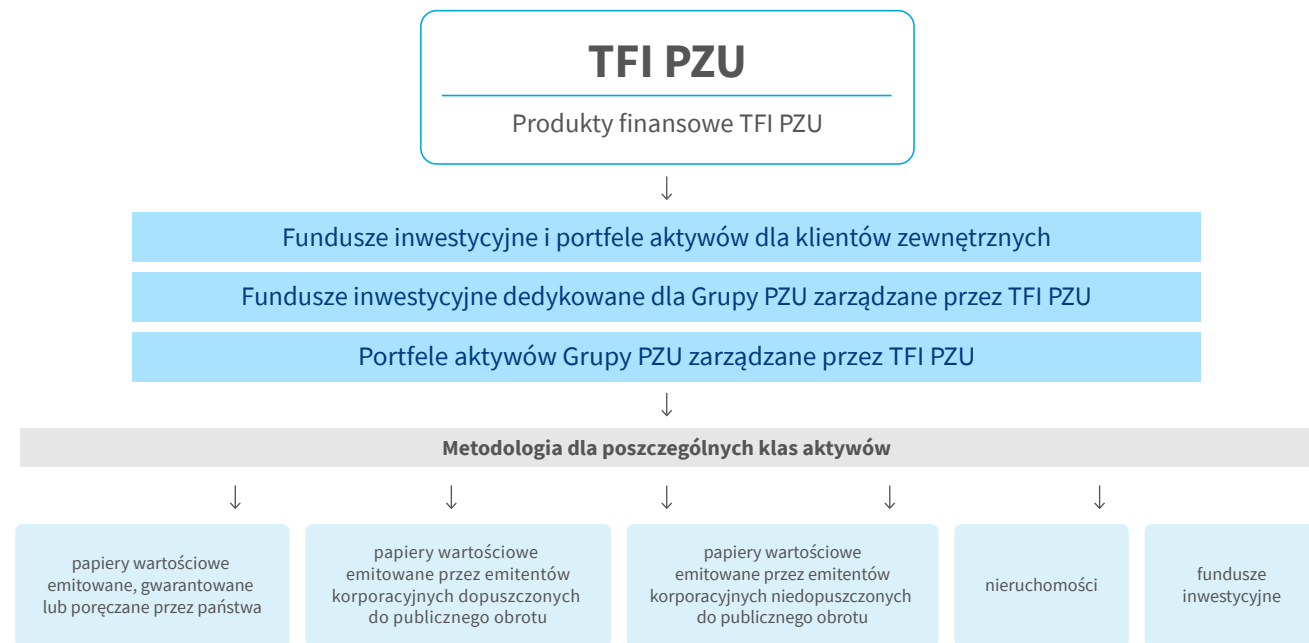 TFI PZU
Produkty finansowe TFI PZU
Fundusze inwestycyjne i portfele aktywów dla klientów zewnętrznych
Fundusze inwestycyjne dedykowane dla Grupy PZU zarządzane przez TFI PZU
Portfele aktywów Grupy PZU zarządzane przez TFI PZU
Metodologia dla poszczególnych klas aktywów
papiery wartościowe
emitowane, gwarantowane
lub poręczane przez państwa
papiery wartościowe
emitowane przez emitentów
korporacyjnych dopuszczonych
do publicznego obrotu
papiery wartościowe
emitowane przez emitentów
korporacyjnych niedopuszczonych
do publicznego obrotu
nieruchomości
fundusze
inwestycyjne